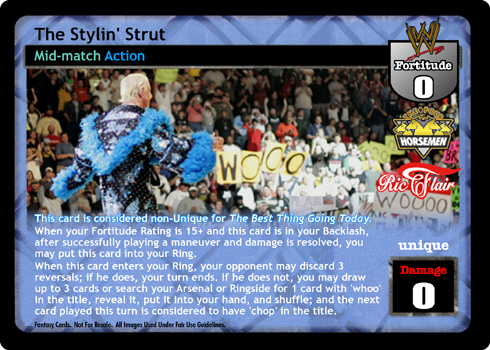 The Stylin' Strut
Mid-match Action
W
Fortitude
0
THE FOUR
HORSEMEN
Ric Flair
WOOO
WOOO
This card is considered non-Unique for The Best Thing Going Today.
When your Fortitude Rating is 15+ and this card is in your Backlash,
after successfully playing a maneuver and damage is resolved, you
may put this card into your Ring.
When this card enters your Ring, your opponent may discard 3
reversals; if he does, your turn ends. If he does not, you may draw
up to 3 cards or search your Arsenal or Ringside for 1 card with 'whoo'
in the title, reveal it, put it into your hand, and shuffle; and the next
card played this turn is considered to have 'chop' in the title.
unique
Damage
0
Fantasy Cards. Not For Resale. All Images Used Under Fair Use Guidelines.